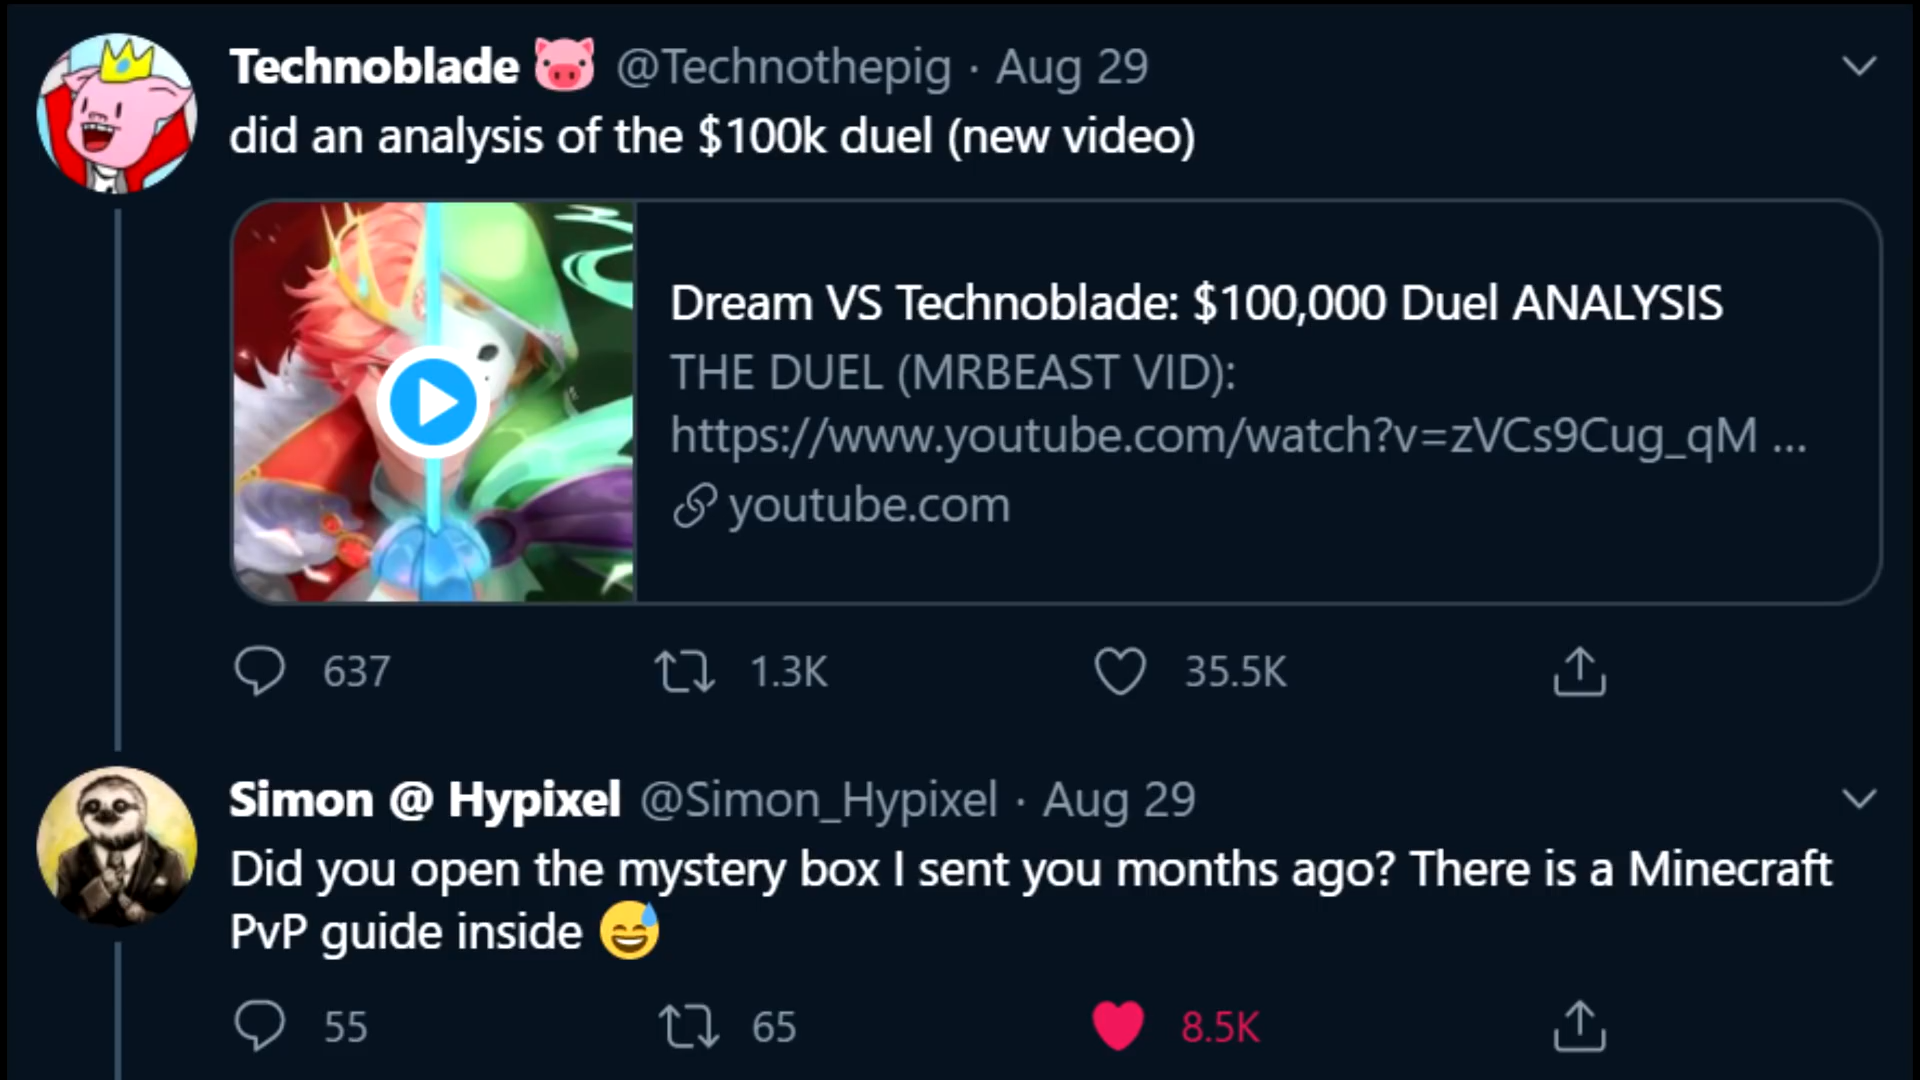 Technoblade 🐷 @Technothepig · Aug 29
did an analysis of the $100k duel (new video)
Dream VS Technoblade: $100,000 Duel ANALYSIS
THE DUEL (MRBEAST VID):
https://www.youtube.com/watch?v=zVCs9Cug_qM ...
youtube.com
637 1.3K 35.5K
Simon @ Hypixel @Simon_Hypixel · Aug 29
Did you open the mystery box I sent you months ago? There is a Minecraft
PvP guide inside 😅
55 65 8.5K